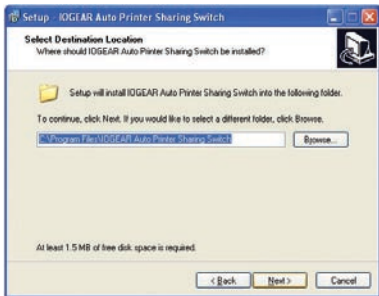 Setup - IOGEAR Auto Printer Sharing Switch
Select Destination Location
Where should IOGEAR Auto Printer Sharing Switch be installed?
Setup will install IOGEAR Auto Printer Sharing Switch into the following folder.
To continue, click Next. If you would like to select a different folder, click Browse.
C:\Program Files\IOGEAR Auto Printer Sharing Switch
Browse...
At least 1.5 MB of free disk space is required.
< Back
Next >
Cancel